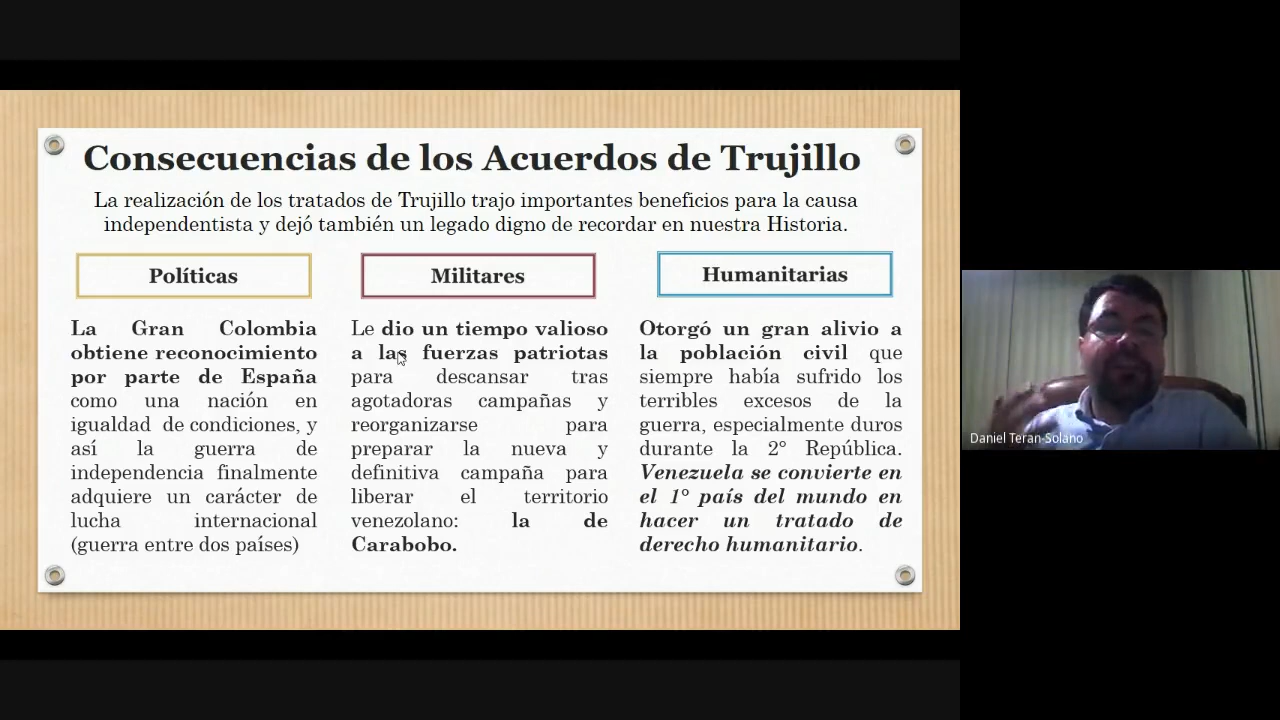 Consecuencias de los Acuerdos de Trujillo
La realización de los tratados de Trujillo trajo importantes beneficios para la causa
independentista y dejó también un legado digno de recordar en nuestra Historia.
Políticas
La Gran Colombia
obtiene reconocimiento
por parte de España
como una nación en
igualdad de condiciones, y
así la guerra de
independencia finalmente
adquiere un carácter de
lucha internacional
(guerra entre dos países)
Militares
Le dio un tiempo valioso
a las fuerzas patriotas
para descansar tras
agotadoras campañas y
reorganizarse para
preparar la nueva y
definitiva campaña para
liberar el territorio
venezolano: la de
Carabobo.
Humanitarias
Otorgó un gran alivio a
la población civil que
siempre había sufrido los
terribles excesos de la
guerra, especialmente duros
durante la 2° República.
Venezuela se convierte en
el 1° país del mundo en
hacer un tratado de
derecho humanitario.
Daniel Teran-Solano